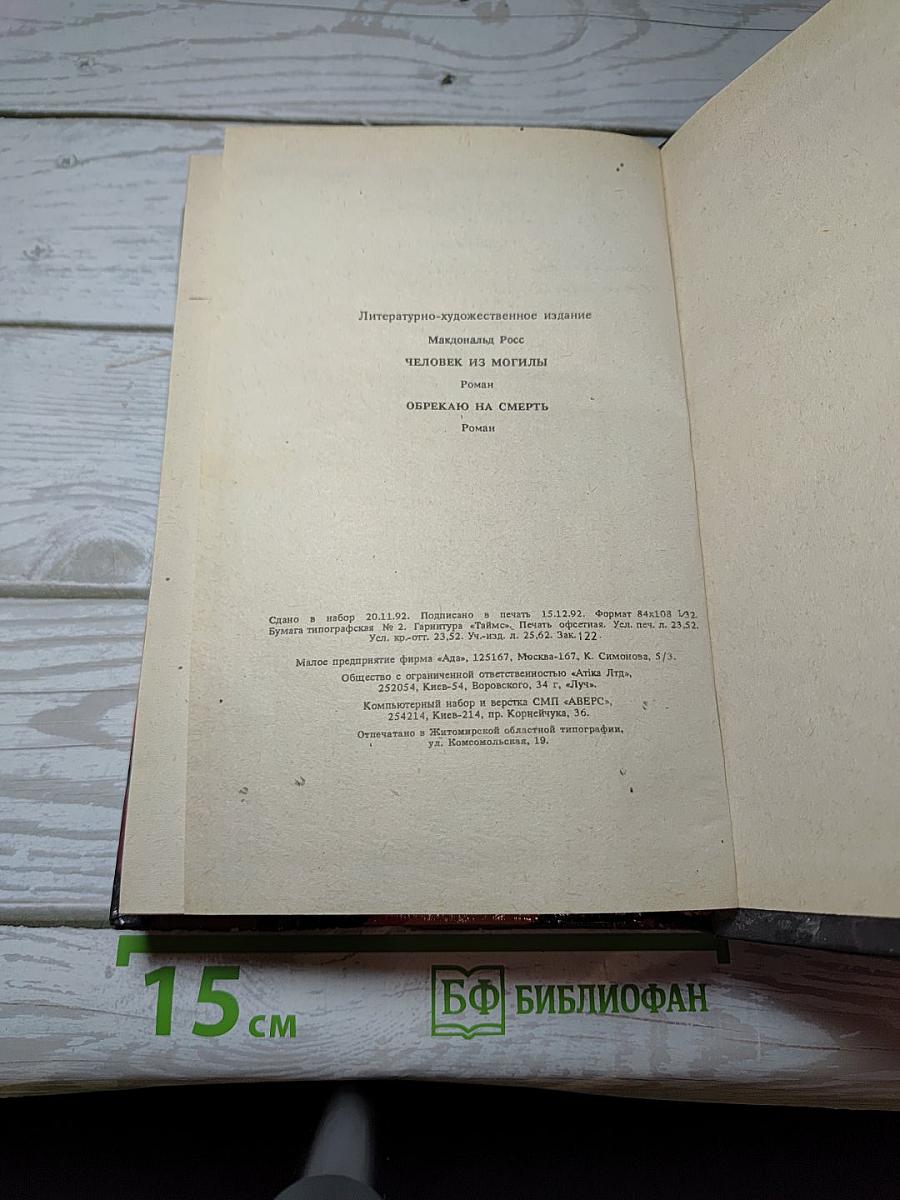 Литературно-художественное издание
Макдональд Росс
ЧЕЛОВЕК ИЗ МОГИЛЫ
Роман
ОБРЕКАЮ НА СМЕРТЬ
Роман
Сдано в набор 20.11.92. Подписано в печать 15.12.92. Формат 84х108 1/32.
Бумага типографская № 2. Гарнитура «Таймс». Печать офсетная. Усл. печ. л. 23,52.
Усл. кр.-отт. 23,52. Уч.-изд. л. 25,62. Зак. 122.
Малое предприятие фирма «Ада», 125167, Москва-167, К. Симонова, 5/3.
Общество с ограниченной ответственностью «Атіка Лтд»,
252054, Киев-54, Воровского, 34 г, «Луч».
Компьютерный набор и верстка СМП «АВЕРС»,
254214, Киев-214, пр. Корнейчука, 36.
Отпечатано в Житомирской областной типографии,
ул. Комсомольская, 19.
15 см
БФ БИБЛИОФАН